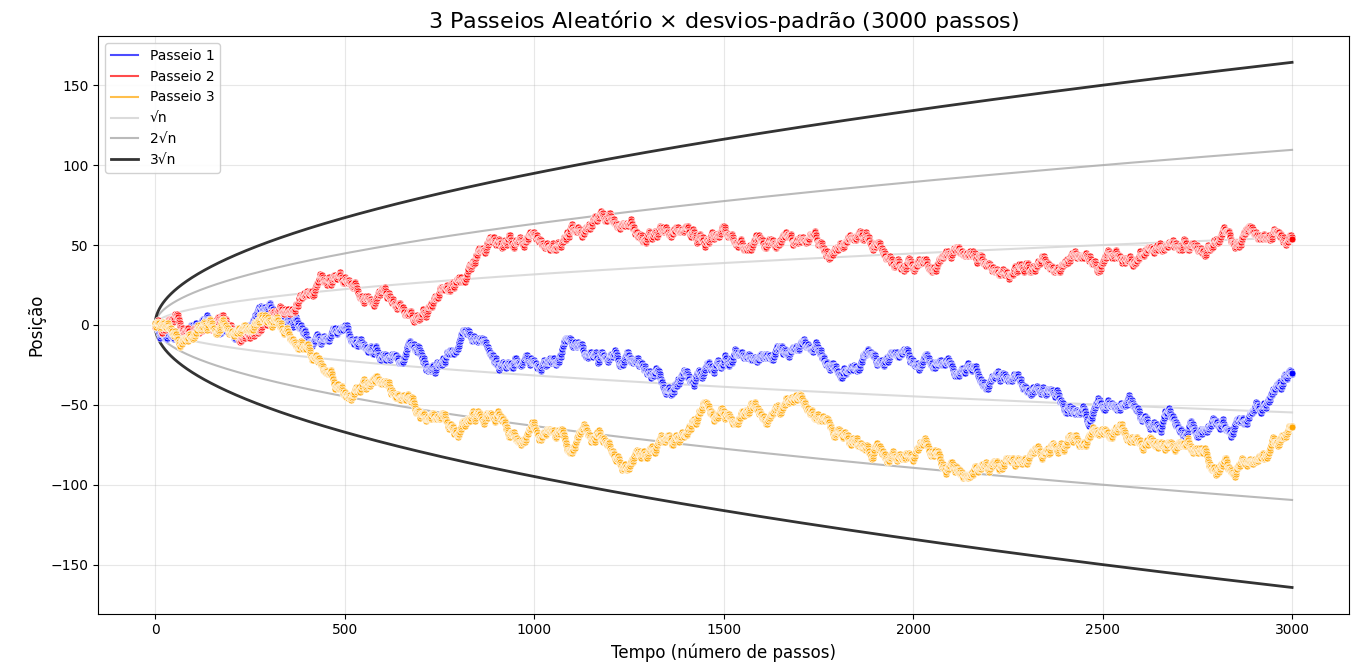 3 Passeios Aleatório × desvios-padrão (3000 passos)
Passeio 1
Passeio 2
Passeio 3
√n
2√n
3√n
150
100
50
0
−50
−100
−150
Posição
0
500
1000
1500
2000
2500
3000
Tempo (número de passos)